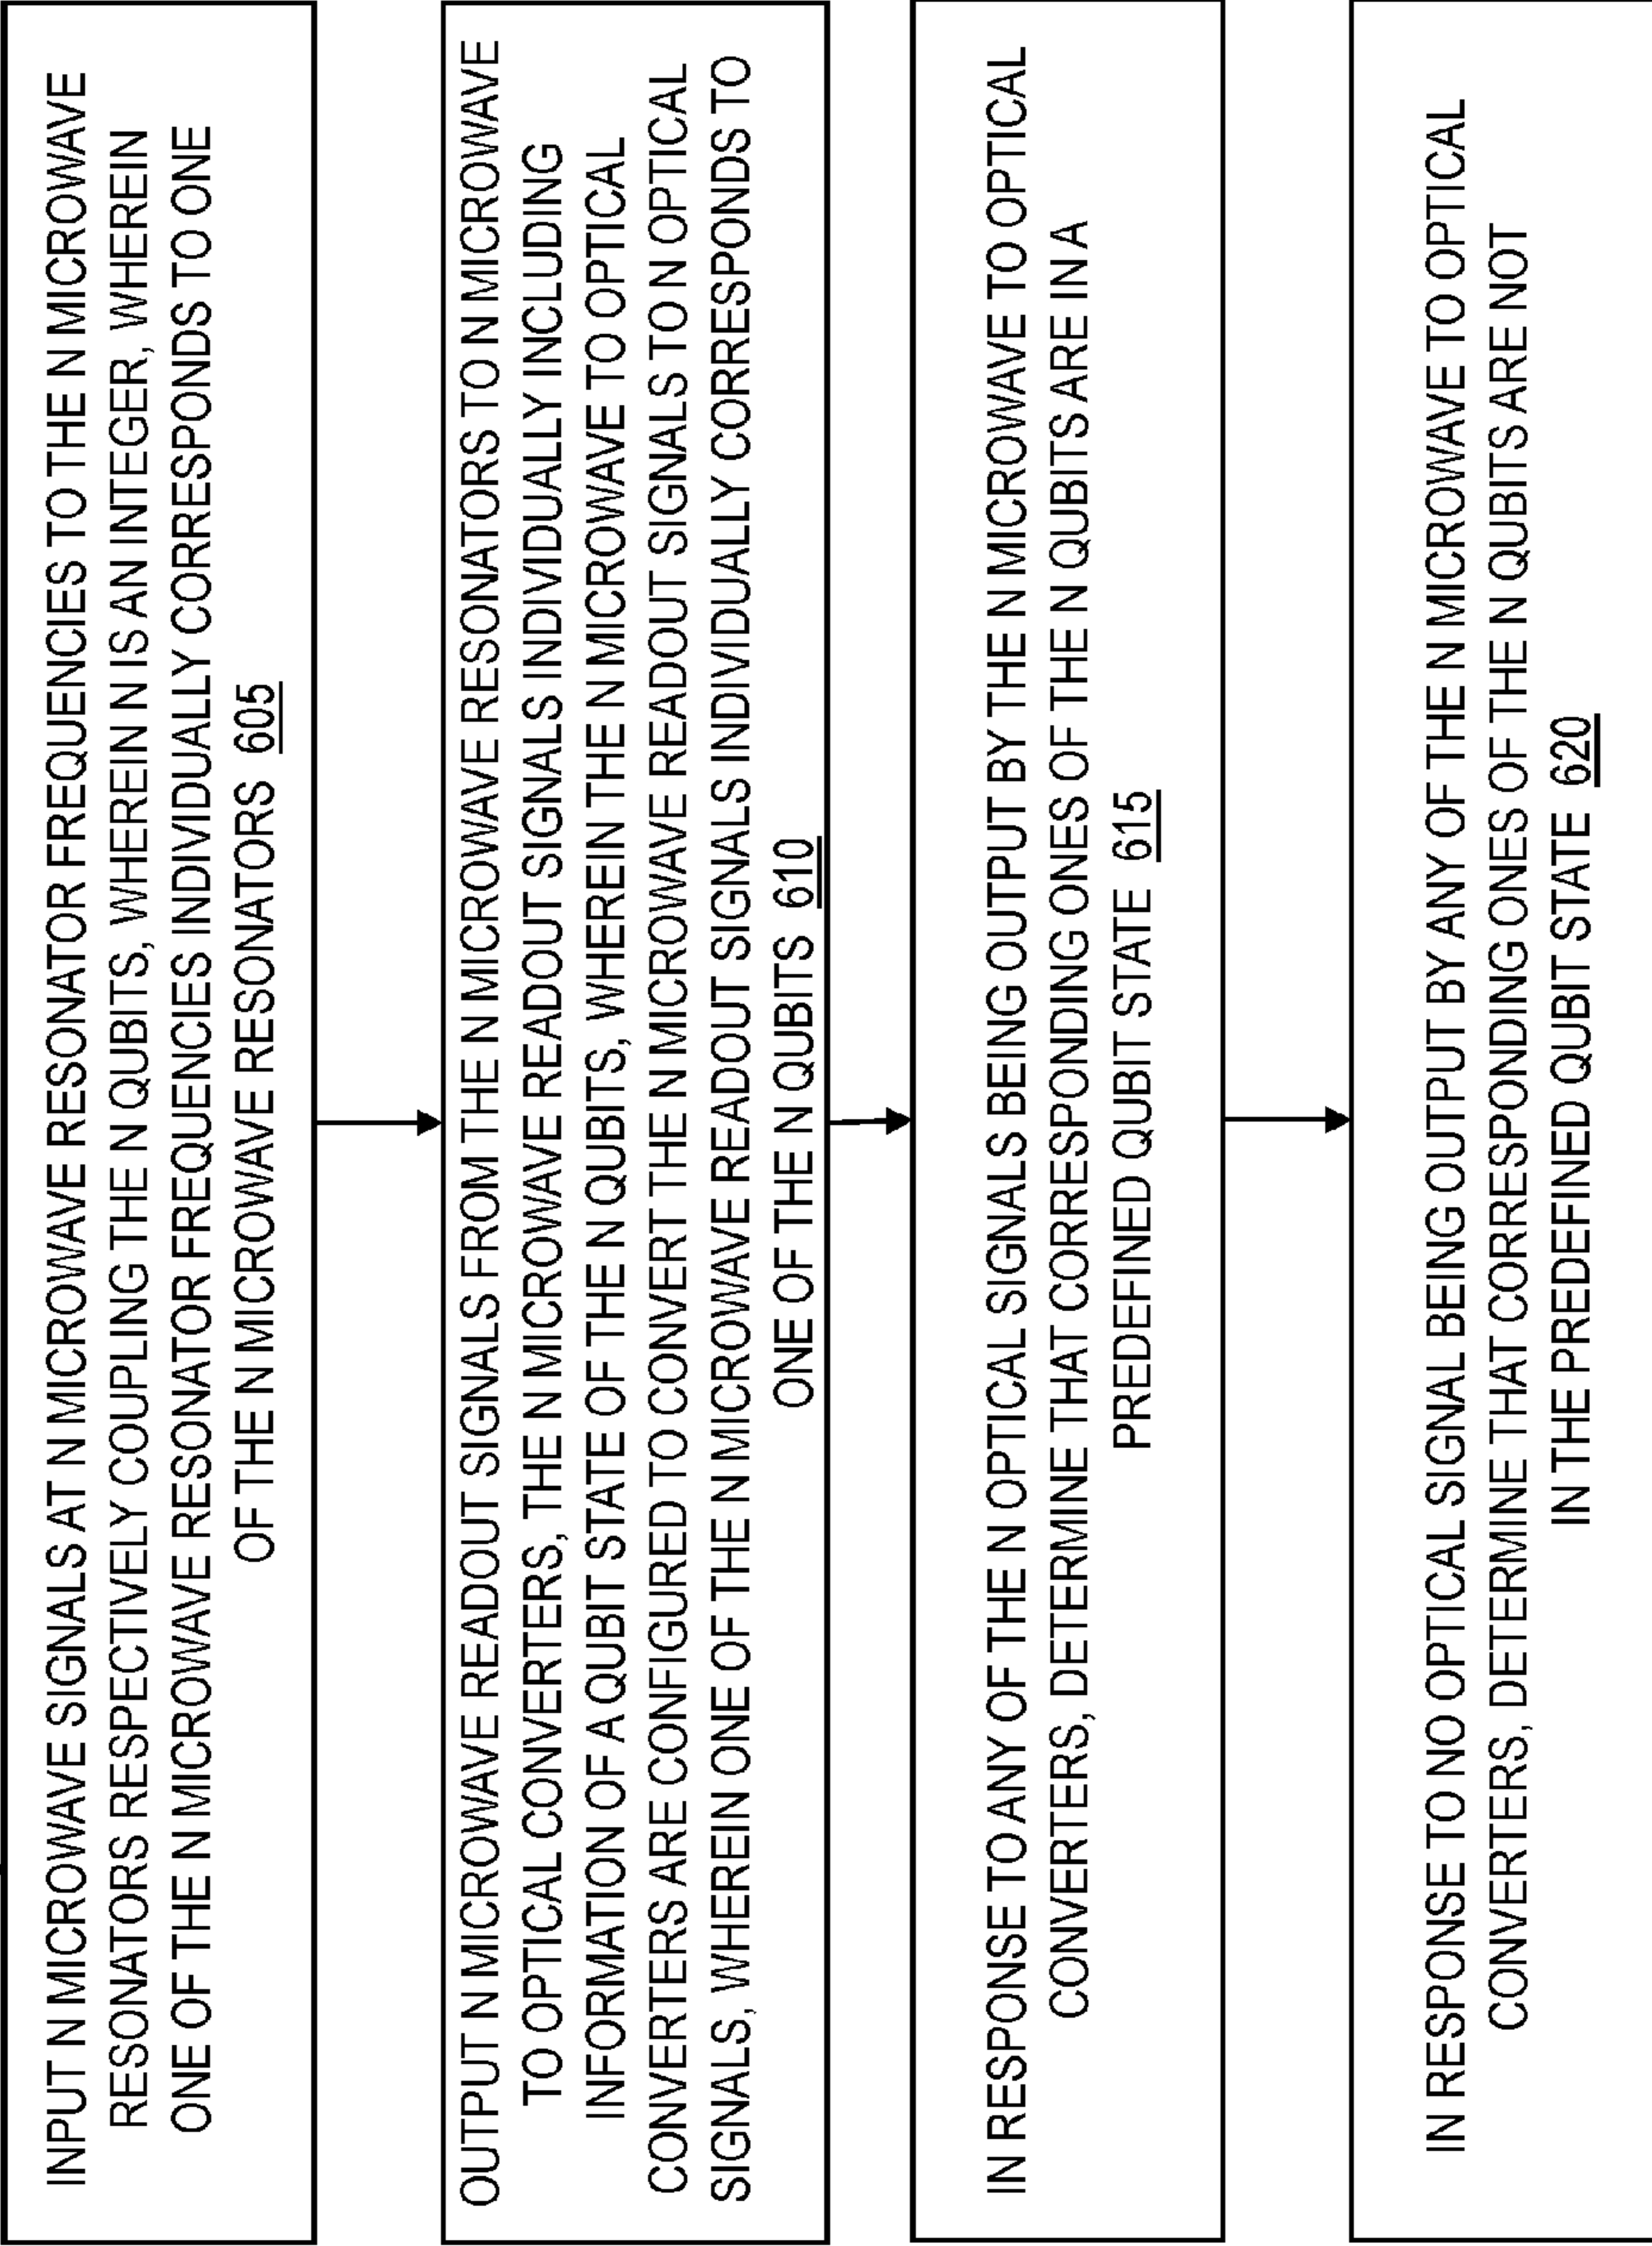 INPUT N MICROWAVE SIGNALS AT N MICROWAVE RESONATOR FREQUENCIES TO THE N MICROWAVE
RESONATORS RESPECTIVELY COUPLING THE N QUBITS, WHEREIN N IS AN INTEGER, WHEREIN
ONE OF THE N MICROWAVE RESONATOR FREQUENCIES INDIVIDUALLY CORRESPONDS TO ONE
OF THE N MICROWAVE RESONATORS 605
OUTPUT N MICROWAVE READOUT SIGNALS FROM THE N MICROWAVE RESONATORS TO N MICROWAVE
TO OPTICAL CONVERTERS, THE N MICROWAVE READOUT SIGNALS INDIVIDUALLY INCLUDING
INFORMATION OF A QUBIT STATE OF THE N QUBITS, WHEREIN THE N MICROWAVE TO OPTICAL
CONVERTERS ARE CONFIGURED TO CONVERT THE N MICROWAVE READOUT SIGNALS TO N OPTICAL
SIGNALS, WHEREIN ONE OF THE N MICROWAVE READOUT SIGNALS INDIVIDUALLY CORRESPONDS TO
ONE OF THE N QUBITS 610
IN RESPONSE TO ANY OF THE N OPTICAL SIGNALS BEING OUTPUT BY THE N MICROWAVE TO OPTICAL
CONVERTERS, DETERMINE THAT CORRESPONDING ONES OF THE N QUBITS ARE IN A
PREDEFINED QUBIT STATE 615
IN RESPONSE TO NO OPTICAL SIGNAL BEING OUTPUT BY ANY OF THE N MICROWAVE TO OPTICAL
CONVERTERS, DETERMINE THAT CORRESPONDING ONES OF THE N QUBITS ARE NOT
IN THE PREDEFINED QUBIT STATE 620